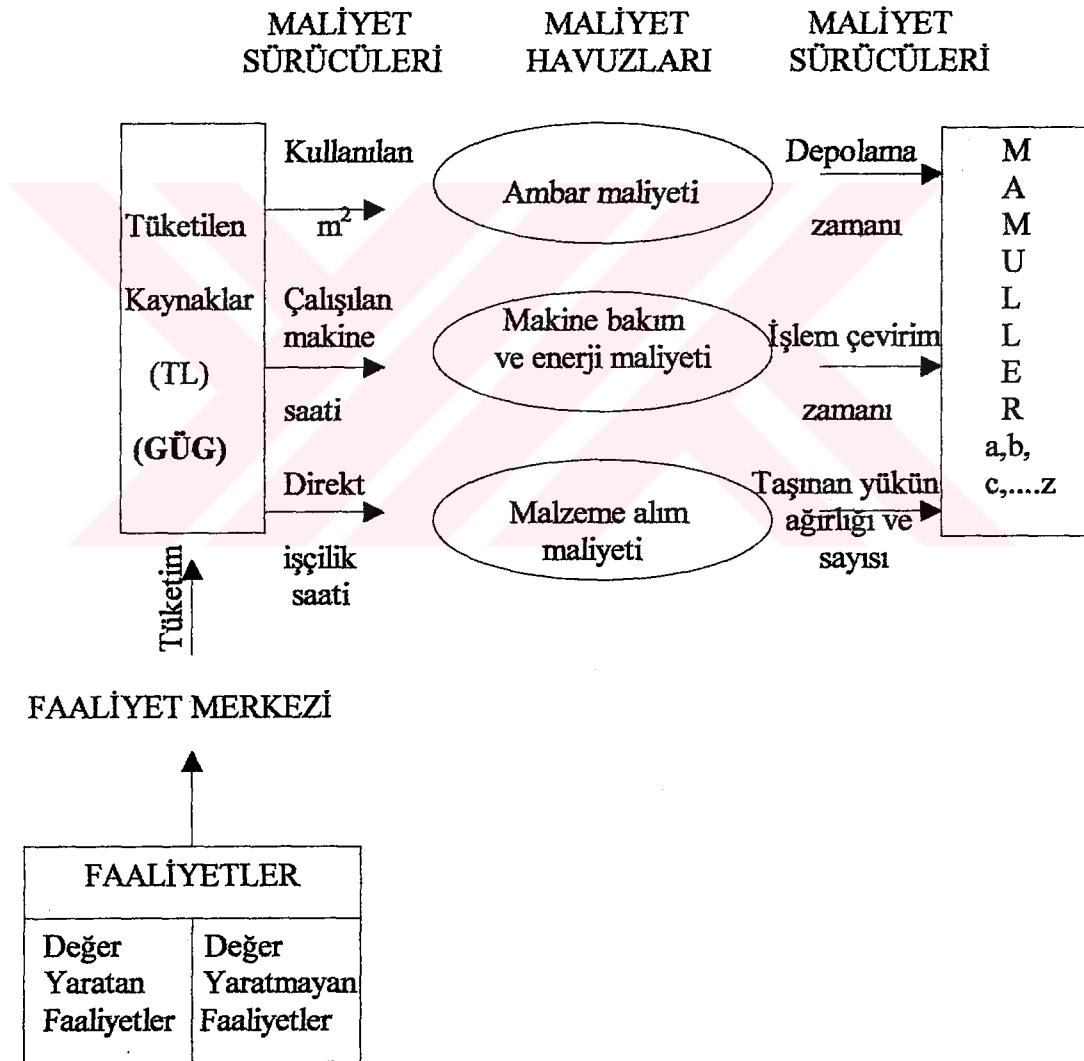 MALİYET
SÜRÜCÜLERİ
MALİYET
HAVUZLARI
MALİYET
SÜRÜCÜLERİ
Tüketilen
Kaynaklar
(TL)
(GÜG)
Kullanılan
m²
Çalışılan
makine
saati
Direkt
işçilik
saati
Ambar maliyeti
Makine bakım
ve enerji maliyeti
Malzeme alım
maliyeti
Depolama
zamanı
İşlem çevirim
zamanı
Taşınan yükün
ağırlığı ve
sayısı
M
A
M
U
L
L
E
R
a,b,
c,....z
Tüketim
FAALİYET MERKEZİ
FAALİYETLER
Değer
Yaratan
Faaliyetler
Değer
Yaratmayan
Faaliyetler